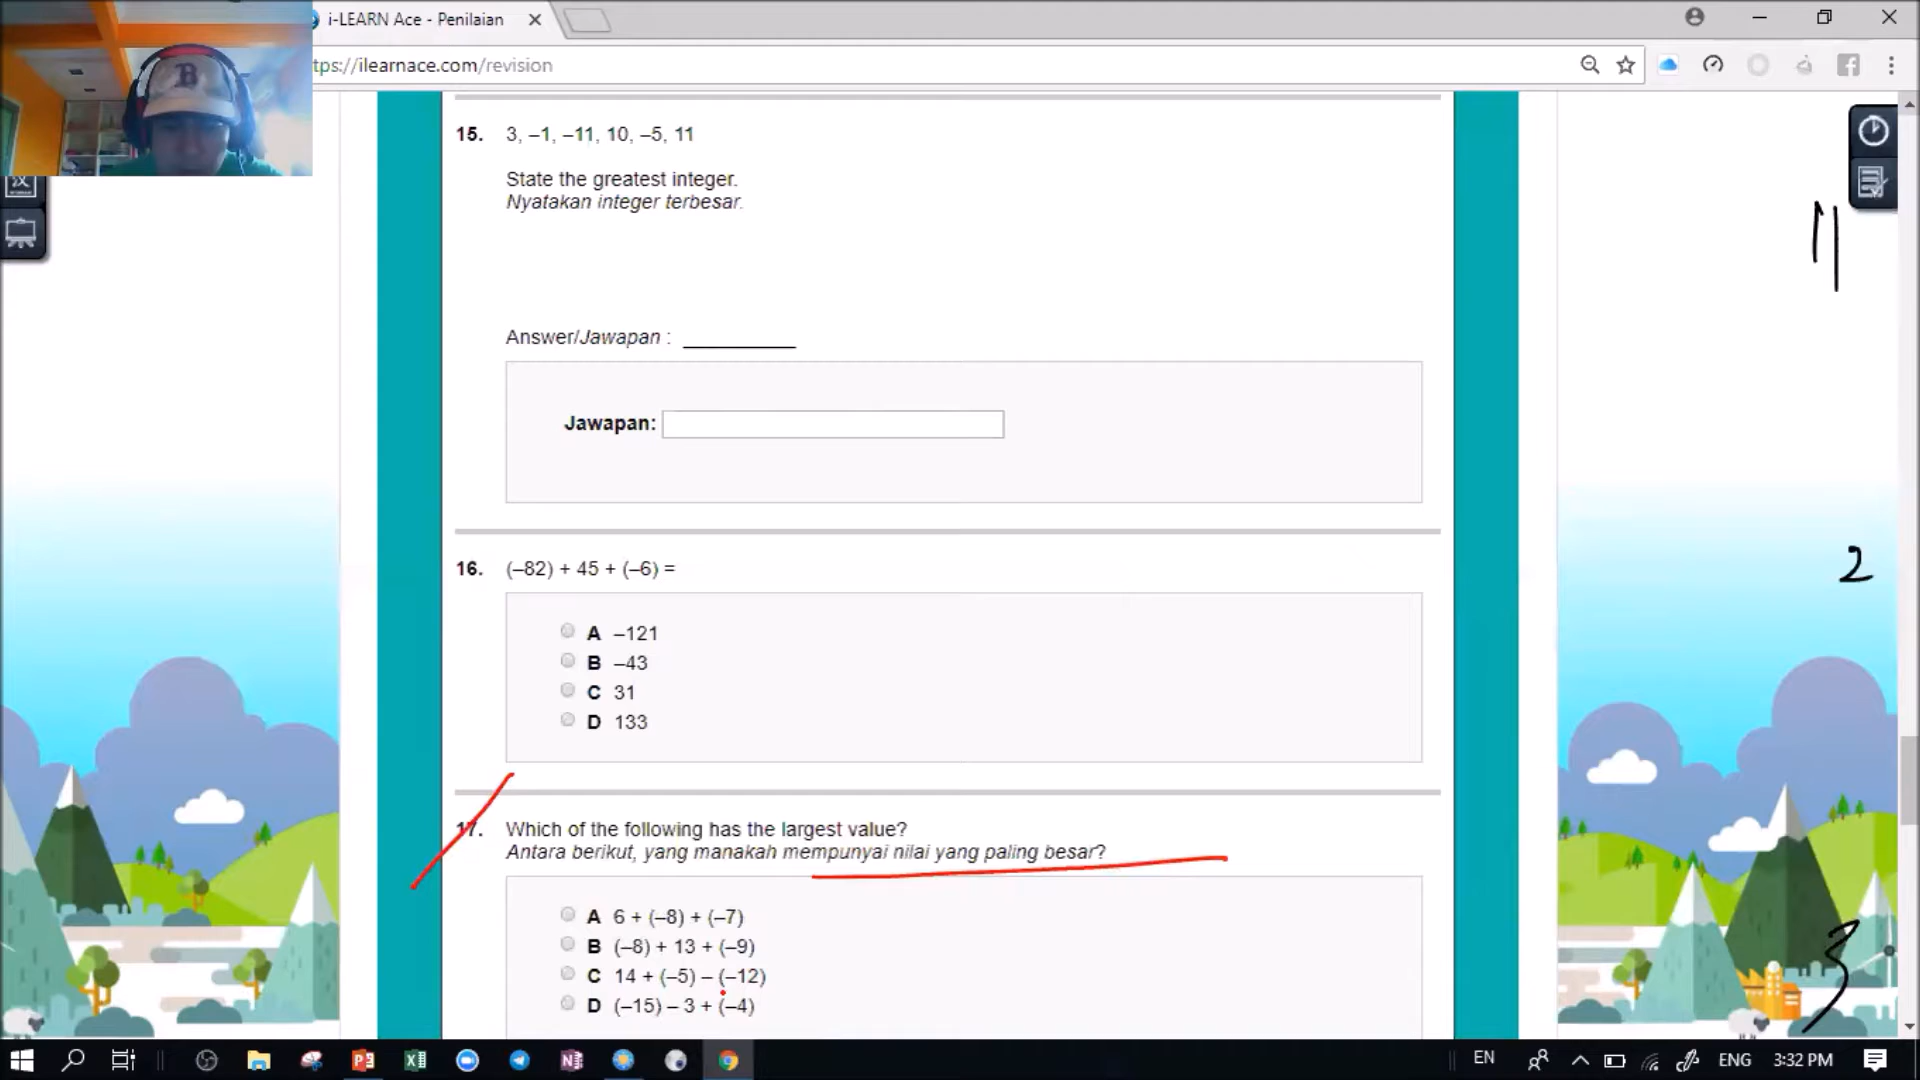 i-LEARN Ace - Penilaian
tps://ilearnace.com/revision
B
15. 3, –1, –11, 10, –5, 11
State the greatest integer.
Nyatakan integer terbesar.
11
Answer/Jawapan : __________
Jawapan:
16. (–82) + 45 + (–6) =
2
A –121
B –43
C 31
D 133
17. Which of the following has the largest value?
Antara berikut, yang manakah mempunyai nilai yang paling besar?
A 6 + (–8) + (–7)
B (–8) + 13 + (–9)
C 14 + (–5) – (–12)
D (–15) – 3 + (–4)
3
EN
ENG
3:32 PM